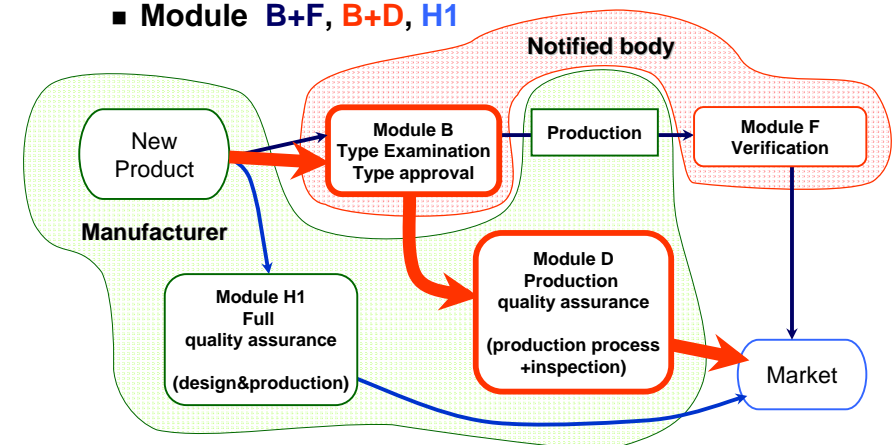 ■ Module B+F, B+D, H1
Notified body
New
Product
Module B
Type Examination
Type approval
Production
Module F
Verification
Manufacturer
Module H1
Full
quality assurance
(design&production)
Module D
Production
quality assurance
(production process
+inspection)
Market